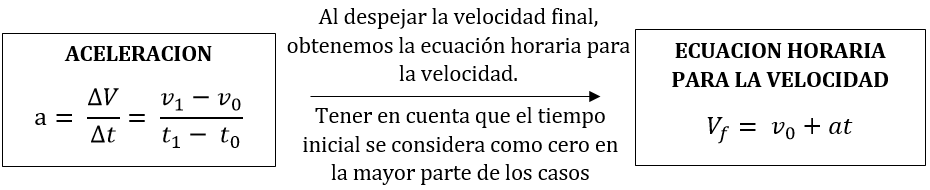 ACELERACION
a = ΔV/Δt = (v₁ − v₀)/(t₁ − t₀)
Al despejar la velocidad final,
obtenemos la ecuación horaria para
la velocidad.
Tener en cuenta que el tiempo
inicial se considera como cero en
la mayor parte de los casos
ECUACION HORARIA
PARA LA VELOCIDAD
V_f = v₀ + at